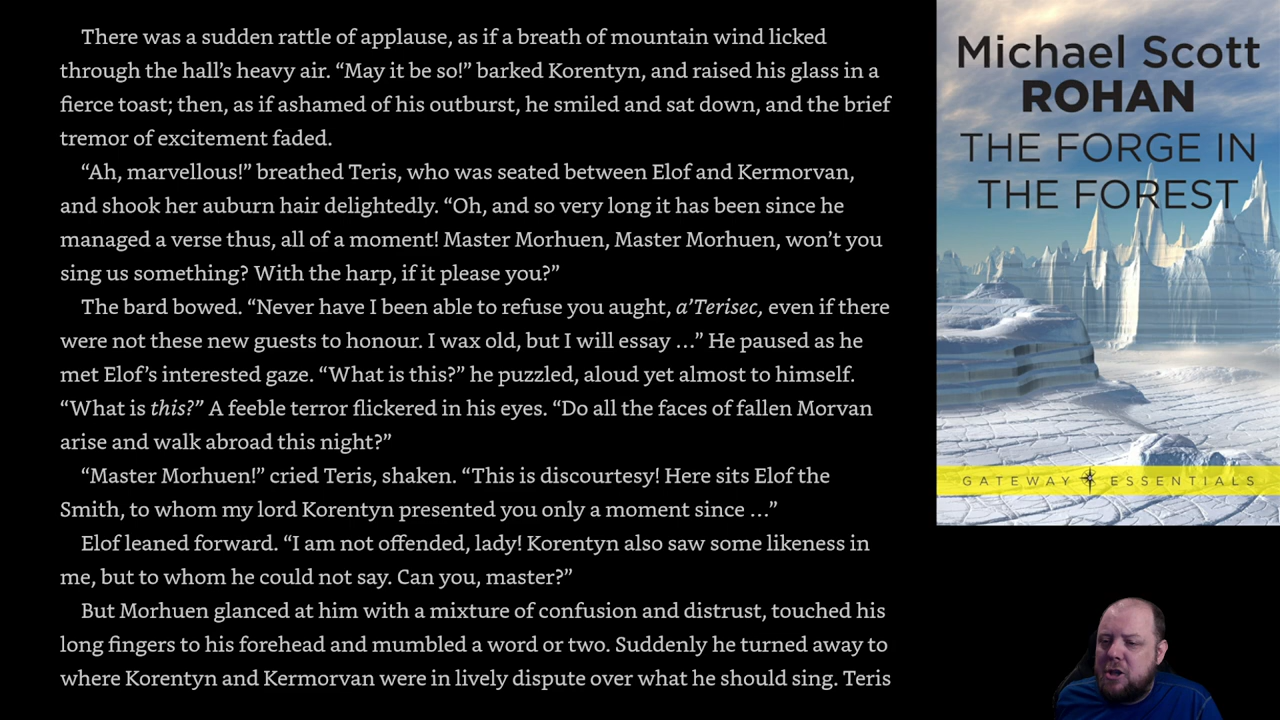 There was a sudden rattle of applause, as if a breath of mountain wind licked
through the hall’s heavy air. “May it be so!” barked Korentyn, and raised his glass in a
fierce toast; then, as if ashamed of his outburst, he smiled and sat down, and the brief
tremor of excitement faded.
“Ah, marvellous!” breathed Teris, who was seated between Elof and Kermorvan,
and shook her auburn hair delightedly. “Oh, and so very long it has been since he
managed a verse thus, all of a moment! Master Morhuen, Master Morhuen, won’t you
sing us something? With the harp, if it please you?”
The bard bowed. “Never have I been able to refuse you aught, a’Terisec, even if there
were not these new guests to honour. I wax old, but I will essay …” He paused as he
met Elof’s interested gaze. “What is this?” he puzzled, aloud yet almost to himself.
“What is this?” A feeble terror flickered in his eyes. “Do all the faces of fallen Morvan
arise and walk abroad this night?”
“Master Morhuen!” cried Teris, shaken. “This is discourtesy! Here sits Elof the
Smith, to whom my lord Korentyn presented you only a moment since …”
Elof leaned forward. “I am not offended, lady! Korentyn also saw some likeness in
me, but to whom he could not say. Can you, master?”
But Morhuen glanced at him with a mixture of confusion and distrust, touched his
long fingers to his forehead and mumbled a word or two. Suddenly he turned away to
where Korentyn and Kermorvan were in lively dispute over what he should sing. Teris
Michael Scott
ROHAN
THE FORGE IN
THE FOREST
GATEWAY ESSENTIALS